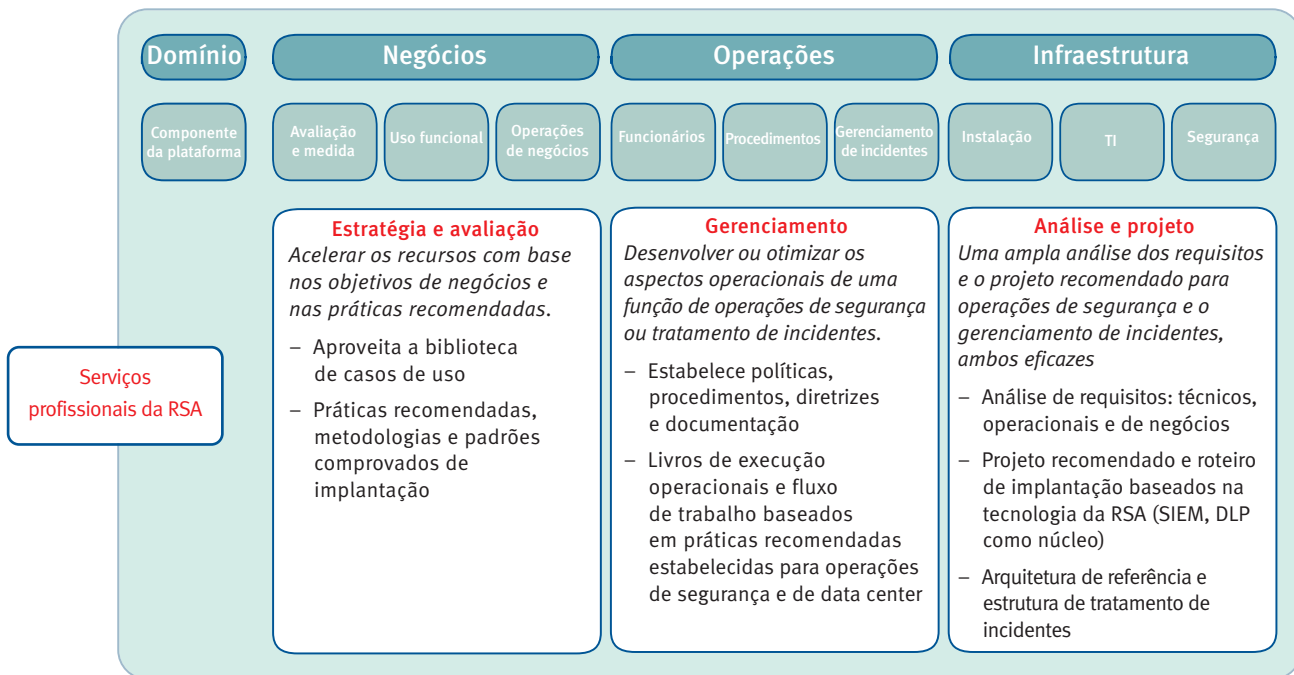 Domínio
Negócios
Operações
Infraestrutura
Componente
da plataforma
Avaliação
e medida
Uso funcional
Operações
de negócios
Funcionários
Procedimentos
Gerenciamento
de incidentes
Instalação
TI
Segurança
Serviços
profissionais da RSA
Estratégia e avaliação
Acelerar os recursos com base
nos objetivos de negócios e
nas práticas recomendadas.
– Aproveita a biblioteca
de casos de uso
– Práticas recomendadas,
metodologias e padrões
comprovados de
implantação
Gerenciamento
Desenvolver ou otimizar os
aspectos operacionais de uma
função de operações de segurança
ou tratamento de incidentes.
– Estabelece políticas,
procedimentos, diretrizes
e documentação
– Livros de execução
operacionais e fluxo
de trabalho baseados
em práticas recomendadas
estabelecidas para operações
de segurança e de data center
Análise e projeto
Uma ampla análise dos requisitos
e o projeto recomendado para
operações de segurança e o
gerenciamento de incidentes,
ambos eficazes
– Análise de requisitos: técnicos,
operacionais e de negócios
– Projeto recomendado e roteiro
de implantação baseados na
tecnologia da RSA (SIEM, DLP
como núcleo)
– Arquitetura de referência e
estrutura de tratamento de
incidentes